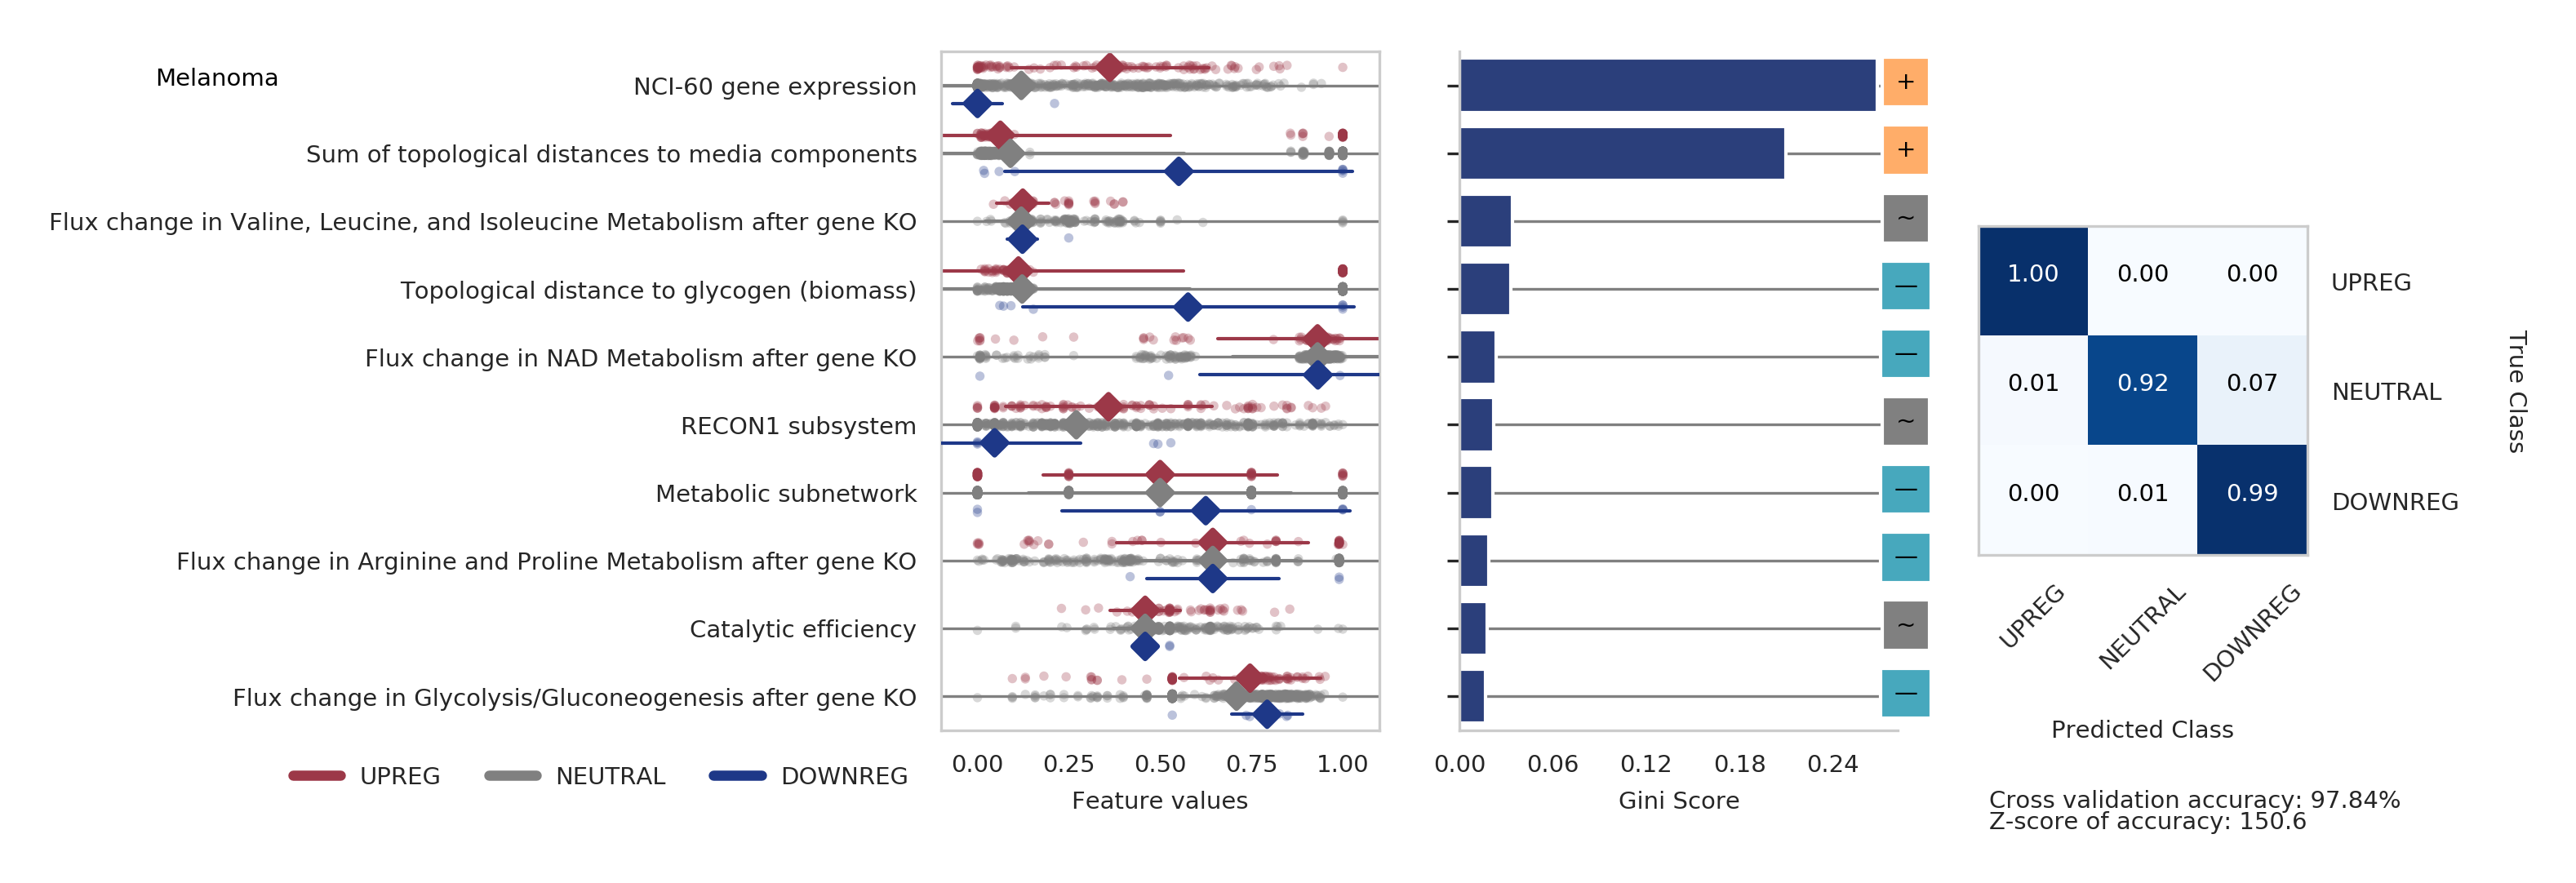 Melanoma
NCI-60 gene expression
Sum of topological distances to media components
Flux change in Valine, Leucine, and Isoleucine Metabolism after gene KO
Topological distance to glycogen (biomass)
Flux change in NAD Metabolism after gene KO
RECON1 subsystem
Metabolic subnetwork
Flux change in Arginine and Proline Metabolism after gene KO
Catalytic efficiency
Flux change in Glycolysis/Gluconeogenesis after gene KO
UPREG NEUTRAL DOWNREG
0.00 0.25 0.50 0.75 1.00
Feature values
+
+
~
—
—
~
—
—
~
—
0.00 0.06 0.12 0.18 0.24
Gini Score
1.00 0.00 0.00 UPREG
0.01 0.92 0.07 NEUTRAL
0.00 0.01 0.99 DOWNREG
True Class
UPREG NEUTRAL DOWNREG
Predicted Class
Cross validation accuracy: 97.84%
Z-score of accuracy: 150.6